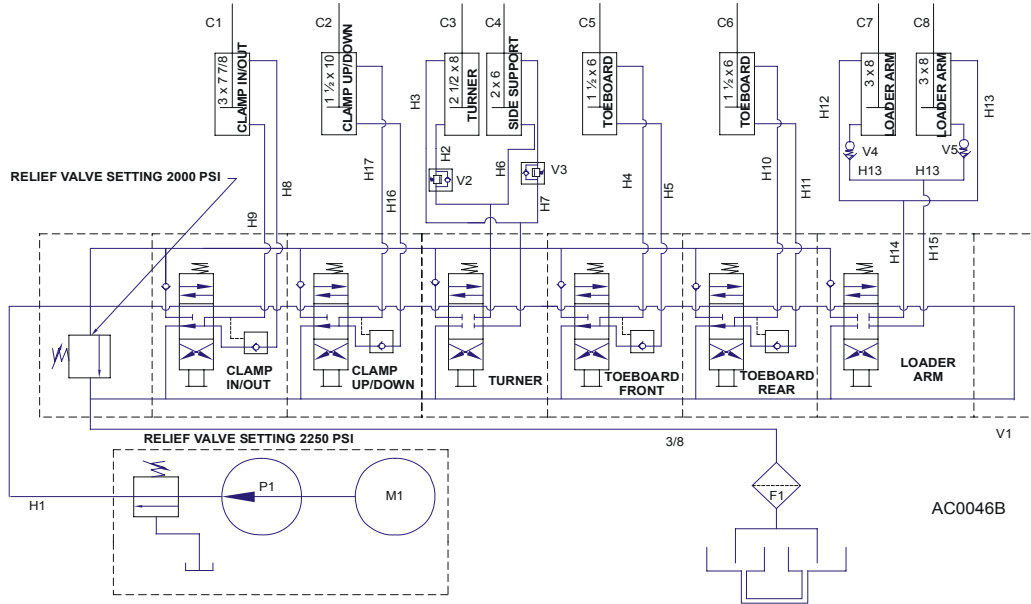 C1
C2
C3
C4
C5
C6
C7
C8
3 x 7 7/8
CLAMP IN/OUT
1 ½ x 10
CLAMP UP/DOWN
2 1/2 x 8
TURNER
2 x 6
SIDE SUPPORT
1 ½ x 6
TOEBOARD
1 ½ x 6
TOEBOARD
3 x 8
LOADER ARM
3 x 8
LOADER ARM
H3
H12
H13
H2
H6
V4
V5
H17
H10
V2
V3
H13
H13
RELIEF VALVE SETTING 2000 PSI
H8
H16
H4
H5
H11
H9
H7
H14
H15
CLAMP
IN/OUT
CLAMP
UP/DOWN
TURNER
TOEBOARD
FRONT
TOEBOARD
REAR
LOADER
ARM
V1
RELIEF VALVE SETTING 2250 PSI
3/8
P1
M1
F1
H1
AC0046B